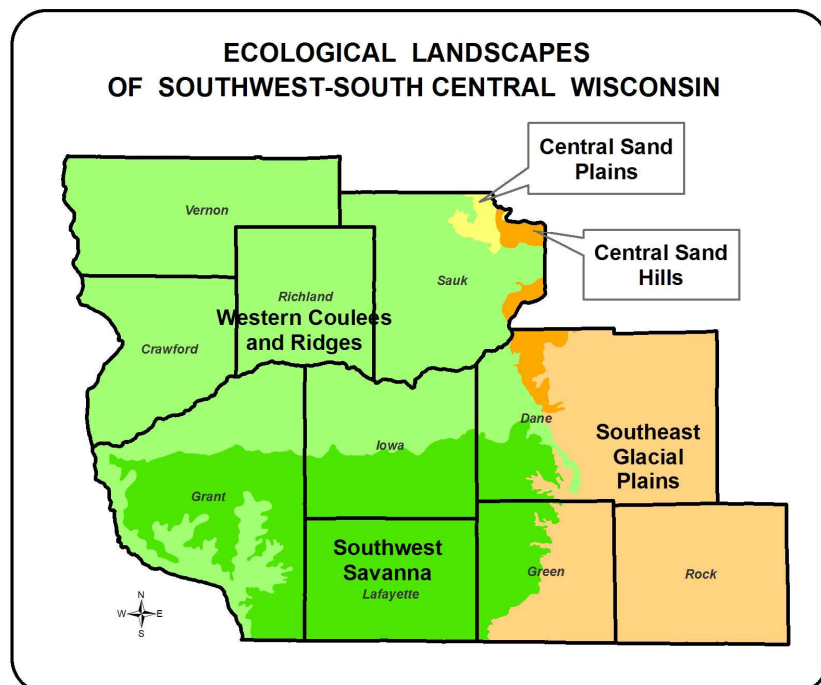 ECOLOGICAL LANDSCAPES
OF SOUTHWEST-SOUTH CENTRAL WISCONSIN
Central Sand
Plains
Vernon
Central Sand
Hills
Sauk
Richland
Western Coulees
and Ridges
Crawford
Dane
Iowa
Southeast
Glacial
Plains
Grant
Southwest
Savanna
Lafayette
Green
Rock
N
W E
S